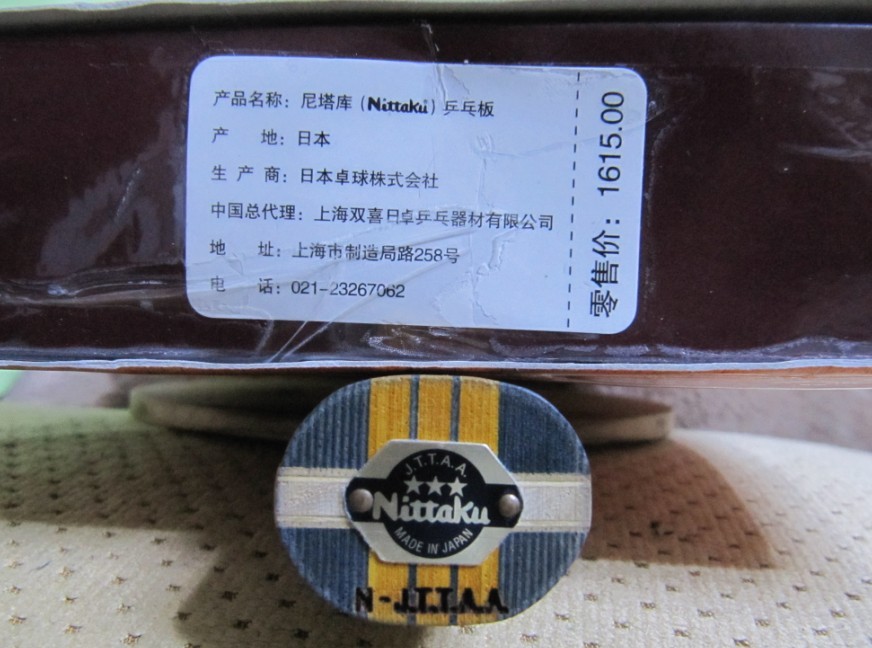 产品名称：尼塔库（Nittaku）乒乓板
产 地：日本
生 产 商：日本卓球株式会社
中国总代理：上海双喜日卓乒乓器材有限公司
地 址：上海市制造局路258号
电 话：021-23267062
零售价：1615.00
J.T.T.A.A.
★★★
Nittaku
MADE IN JAPAN
N-J.T.T.A.A.